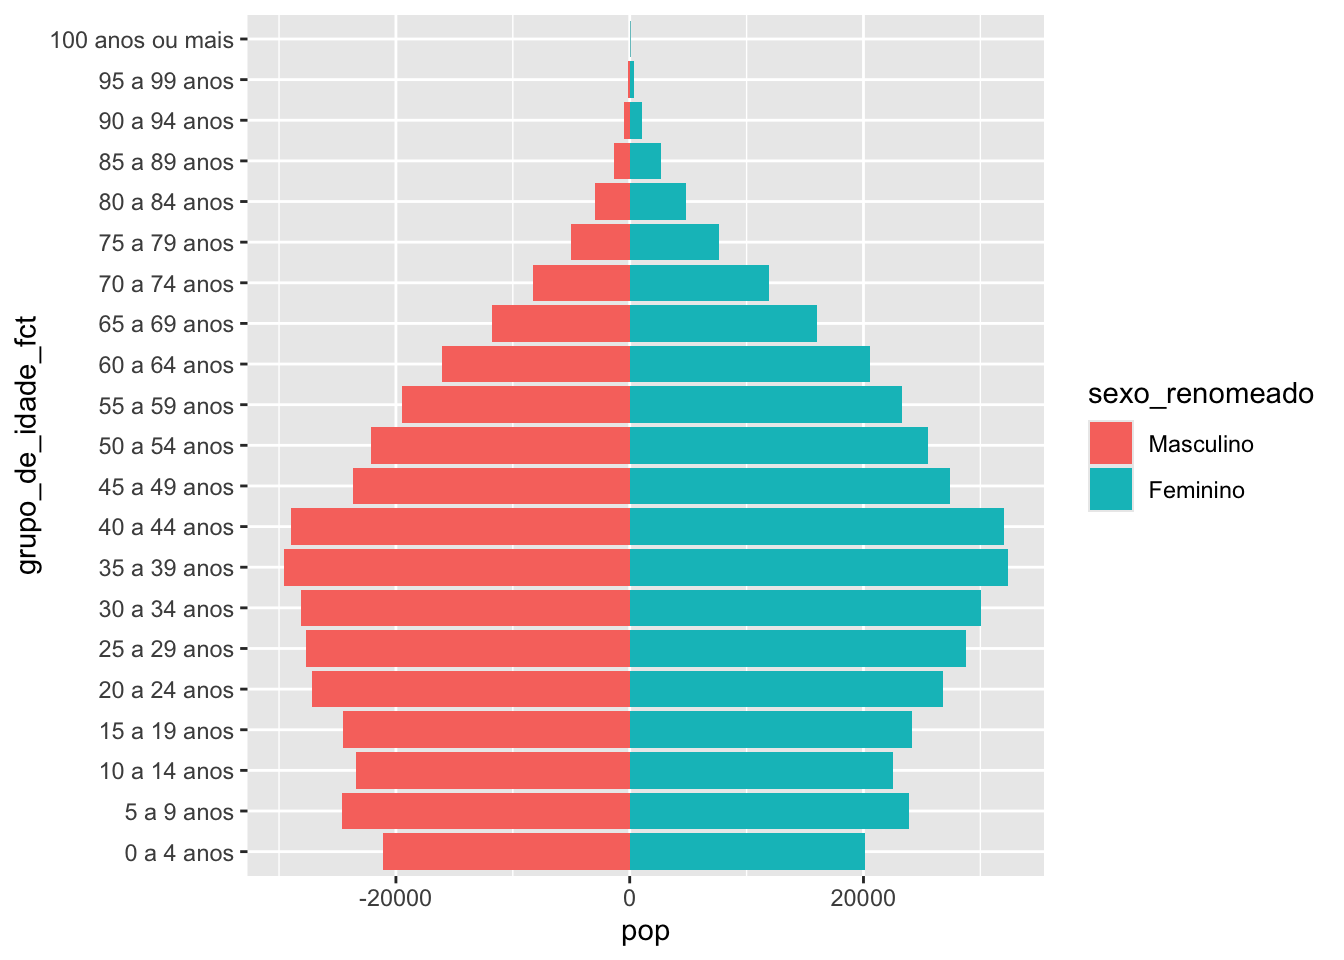 grupo_de_idade_fct
100 anos ou mais
95 a 99 anos
90 a 94 anos
85 a 89 anos
80 a 84 anos
75 a 79 anos
70 a 74 anos
65 a 69 anos
60 a 64 anos
55 a 59 anos
50 a 54 anos
45 a 49 anos
40 a 44 anos
35 a 39 anos
30 a 34 anos
25 a 29 anos
20 a 24 anos
15 a 19 anos
10 a 14 anos
5 a 9 anos
0 a 4 anos
-20000 0 20000
pop
sexo_renomeado
Masculino
Feminino